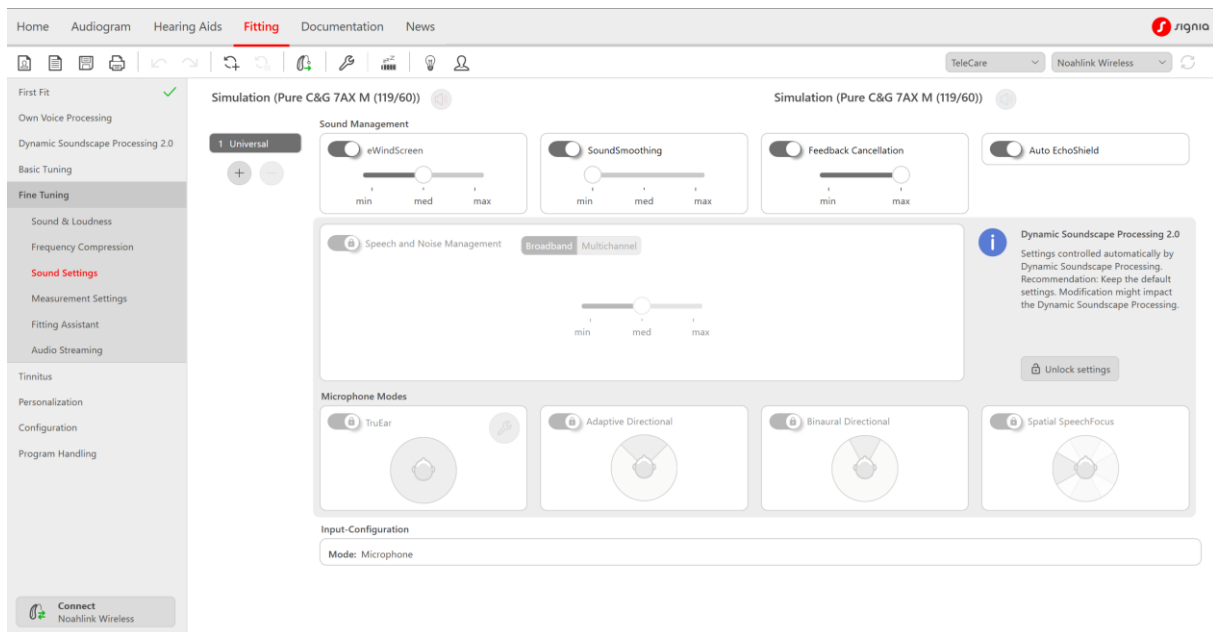 Home Audiogram Hearing Aids Fitting Documentation News
signia
TeleCare Noahlink Wireless
First Fit
Own Voice Processing
Dynamic Soundscape Processing 2.0
Basic Tuning
Fine Tuning
Sound & Loudness
Frequency Compression
Sound Settings
Measurement Settings
Fitting Assistant
Audio Streaming
Tinnitus
Personalization
Configuration
Program Handling
Connect
Noahlink Wireless
Simulation (Pure C&G 7AX M (119/60)) Simulation (Pure C&G 7AX M (119/60))
1 Universal
Sound Management
eWindScreen
min med max
SoundSmoothing
min med max
Feedback Cancellation
min max
Auto EchoShield
Speech and Noise Management Broadband Multichannel
min med max
Dynamic Soundscape Processing 2.0
Settings controlled automatically by
Dynamic Soundscape Processing.
Recommendation: Keep the default
settings. Modification might impact
the Dynamic Soundscape Processing.
Unlock settings
Microphone Modes
TruEar
Adaptive Directional
Binaural Directional
Spatial SpeechFocus
Input-Configuration
Mode: Microphone